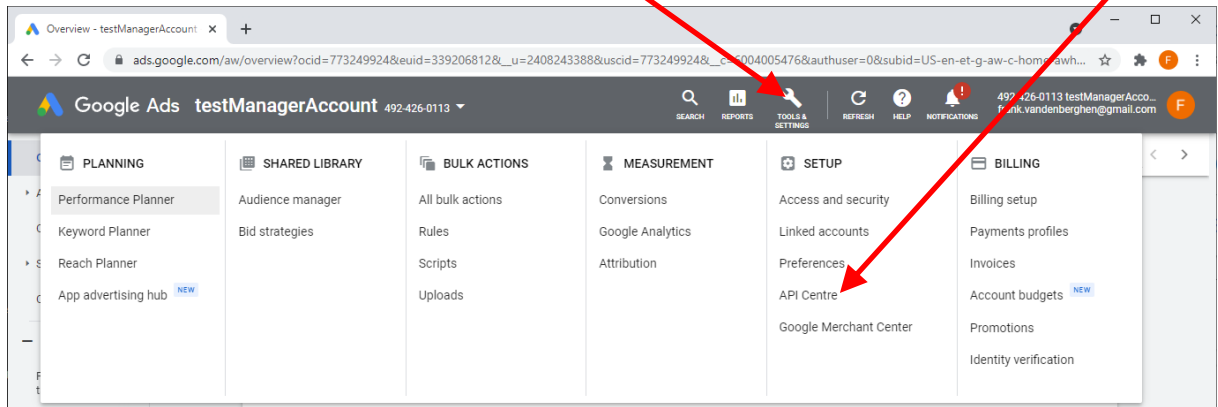 Overview - testManagerAccount
ads.google.com/aw/overview?ocid=773249924&euid=339206812&__u=2408243388&uscid=773249924&__c=6004005476&authuser=0&subid=US-en-et-g-aw-c-home-awh...
F
Google Ads testManagerAccount 492-426-0113
SEARCH
REPORTS
TOOLS & SETTINGS
REFRESH
HELP
NOTIFICATIONS
492-426-0113 testManagerAcco...
frank.vandenberghen@gmail.com
F
PLANNING
Performance Planner
Keyword Planner
Reach Planner
App advertising hub NEW
SHARED LIBRARY
Audience manager
Bid strategies
BULK ACTIONS
All bulk actions
Rules
Scripts
Uploads
MEASUREMENT
Conversions
Google Analytics
Attribution
SETUP
Access and security
Linked accounts
Preferences
API Centre
Google Merchant Center
BILLING
Billing setup
Payments profiles
Invoices
Account budgets NEW
Promotions
Identity verification